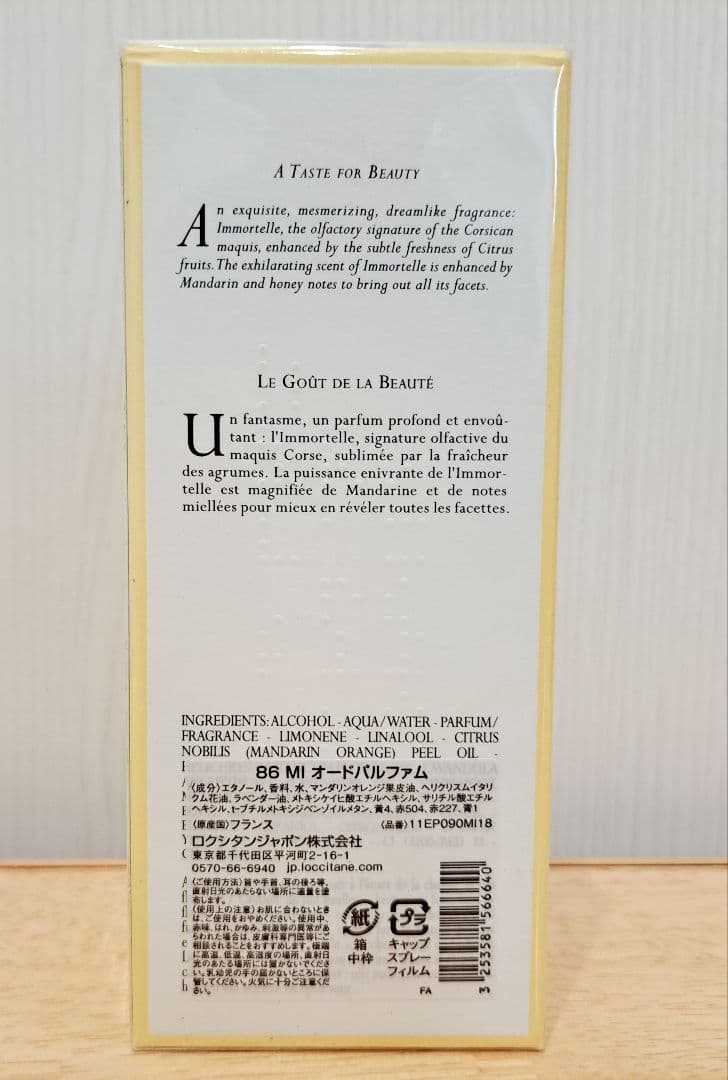 A TASTE FOR BEAUTY
An exquisite, mesmerizing, dreamlike fragrance:
Immortelle, the olfactory signature of the Corsican
maquis, enhanced by the subtle freshness of Citrus
fruits. The exhilarating scent of Immortelle is enhanced by
Mandarin and honey notes to bring out all its facets.
LE GOÛT DE LA BEAUTÉ
Un fantasme, un parfum profond et envoû-
tant : l'Immortelle, signature olfactive du
maquis Corse, sublimée par la fraîcheur
des agrumes. La puissance enivrante de l'Immor-
telle est magnifiée de Mandarine et de notes
miellées pour mieux en révéler toutes les facettes.
INGREDIENTS: ALCOHOL - AQUA/WATER - PARFUM/
FRAGRANCE - LIMONENE - LINALOOL - CITRUS
NOBILIS (MANDARIN ORANGE) PEEL OIL -
86 MI オードパルファム
〈成分〉エタノール、香料、水、マンダリンオレンジ果皮油、ヘリクリスムイタリ
クム花油、ラベンダー油、メトキシケイヒ酸エチルヘキシル、サリチル酸エチル
ヘキシル、t-ブチルメトキシジベンゾイルメタン、黄4、赤504、赤227、青1
〈原産国〉フランス 〈品番〉11EP090MI18
ロクシタンジャポン株式会社
東京都千代田区平河町2-16-1
0570-66-6940 jp.loccitane.com
〈ご使用方法〉首や手首、耳の後ろ等、
直射日光のあたらない場所に適量を塗
布します。
〈使用上の注意〉お肌に合わないとき
は、ご使用をおやめください。使用中、
赤味、はれ、かゆみ、刺激等の異常があ
らわれた場合は、皮膚科専門医等にご
相談されることをおすすめします。極端
に高温、低温、高湿度の場所、直射日
光のあたる場所には置かないでくださ
い。乳幼児の手の届かないところに保
管してください。火気に十分ご注意くだ
さい。
紙
箱
中枠
プラ
キャップ
スプレー
フィルム
FA
3 253581 566640